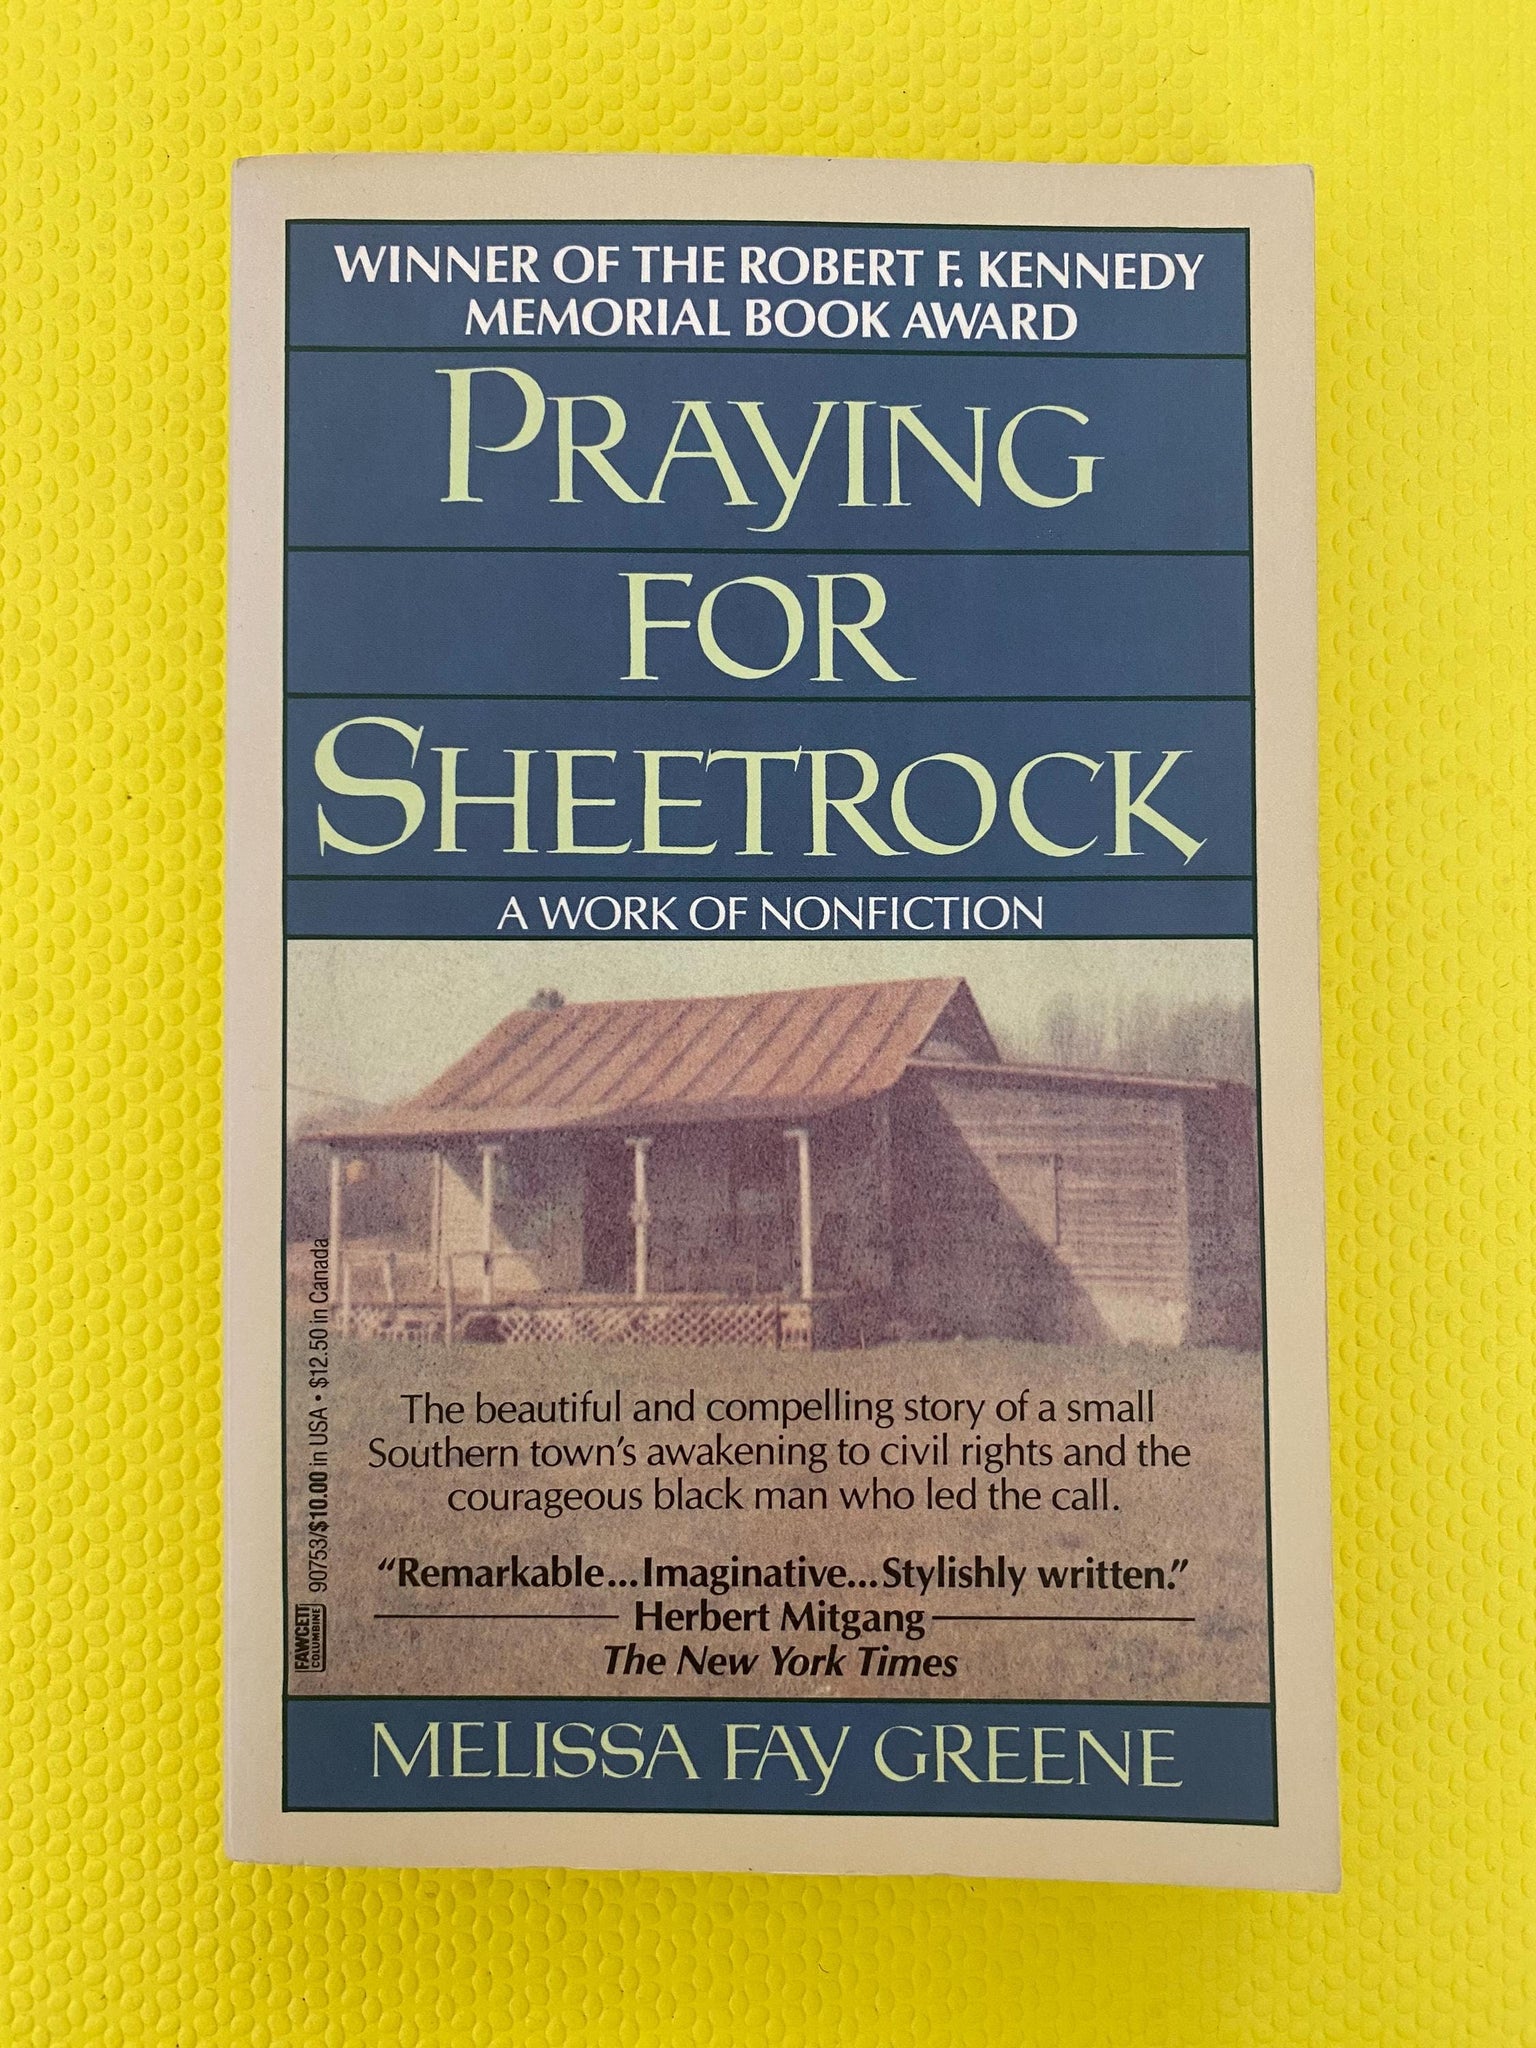 WINNER OF THE ROBERT F. KENNEDY
MEMORIAL BOOK AWARD
PRAYING
FOR
SHEETROCK
A WORK OF NONFICTION
The beautiful and compelling story of a small
Southern town's awakening to civil rights and the
courageous black man who led the call.
“Remarkable...Imaginative...Stylishly written.”
Herbert Mitgang
The New York Times
FAWCETT
COLUMBINE
90753/$10.00 in USA • $12.50 in Canada
MELISSA FAY GREENE